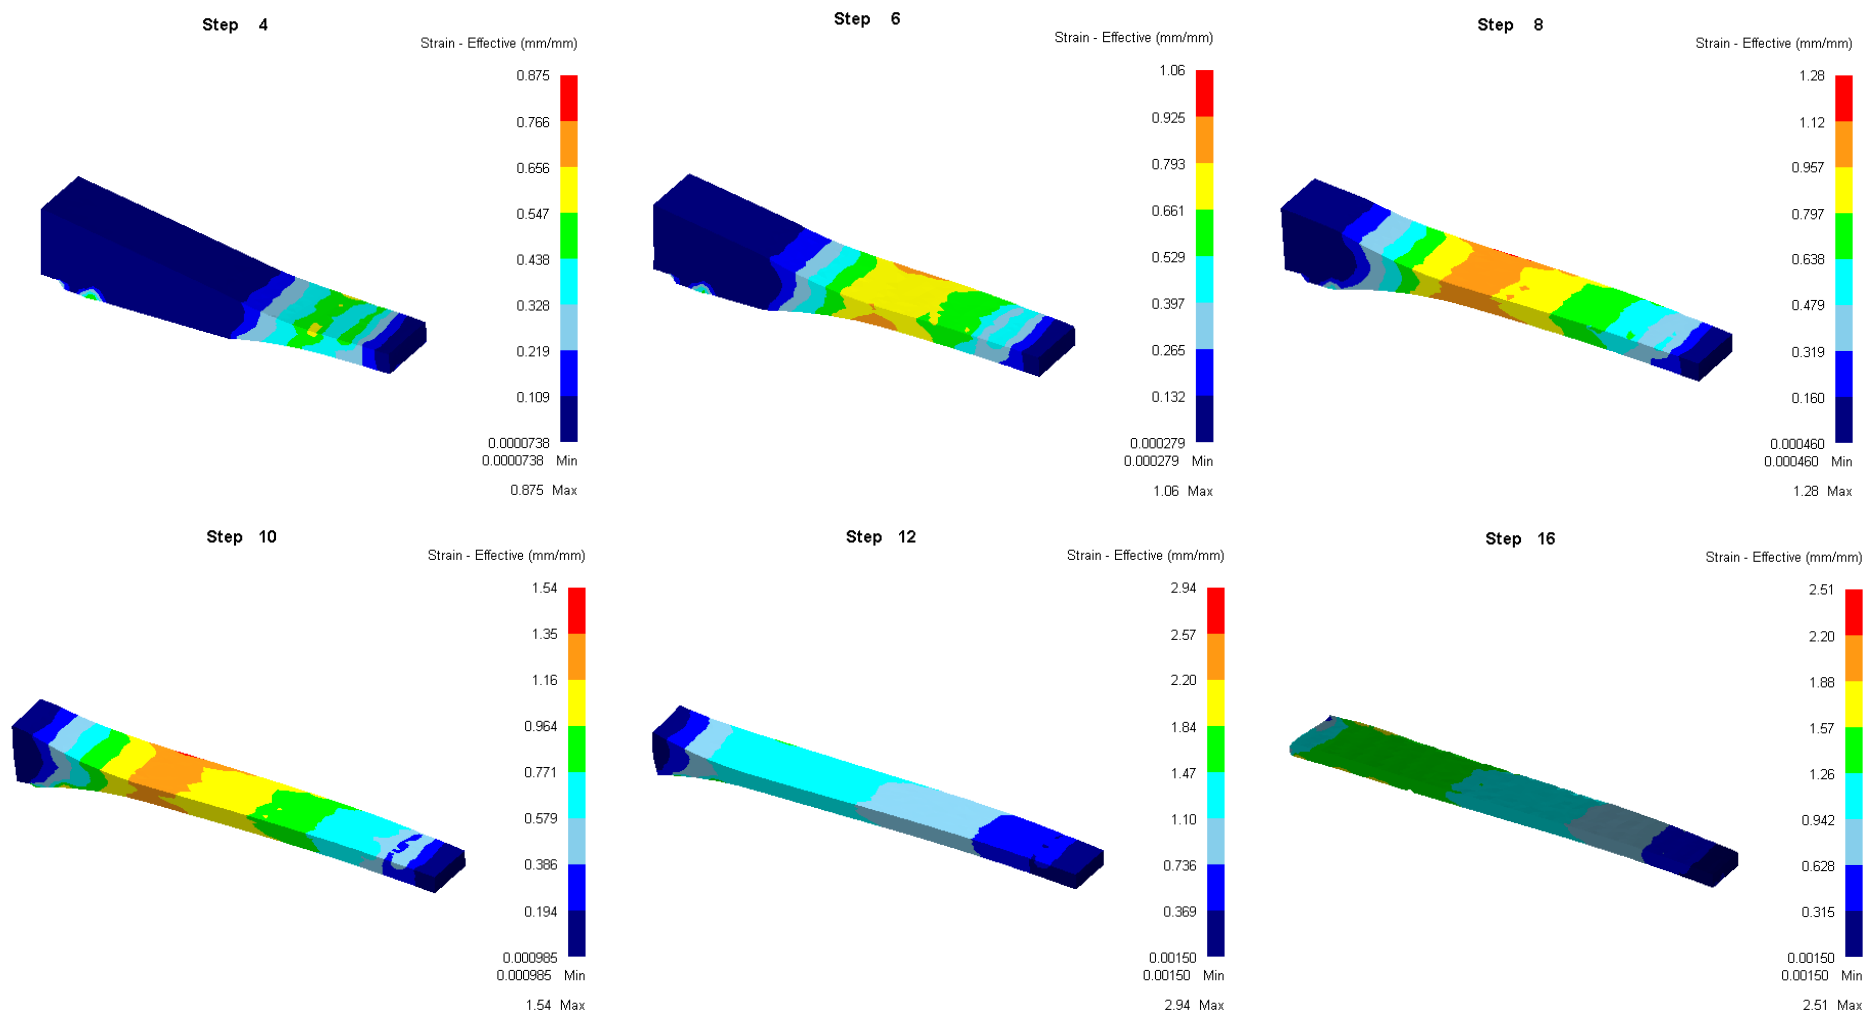 Step 4
Strain - Effective (mm/mm)
0.875
0.766
0.656
0.547
0.438
0.328
0.219
0.109
0.0000738
0.0000738 Min
0.875 Max
Step 6
Strain - Effective (mm/mm)
1.06
0.925
0.793
0.661
0.529
0.397
0.265
0.132
0.000279
0.000279 Min
1.06 Max
Step 8
Strain - Effective (mm/mm)
1.28
1.12
0.957
0.797
0.638
0.479
0.319
0.160
0.000460
0.000460 Min
1.28 Max
Step 10
Strain - Effective (mm/mm)
1.54
1.35
1.16
0.964
0.771
0.579
0.386
0.194
0.000985
0.000985 Min
1.54 Max
Step 12
Strain - Effective (mm/mm)
2.94
2.57
2.20
1.84
1.47
1.10
0.736
0.369
0.00150
0.00150 Min
2.94 Max
Step 16
Strain - Effective (mm/mm)
2.51
2.20
1.88
1.57
1.26
0.942
0.628
0.315
0.00150
0.00150 Min
2.51 Max